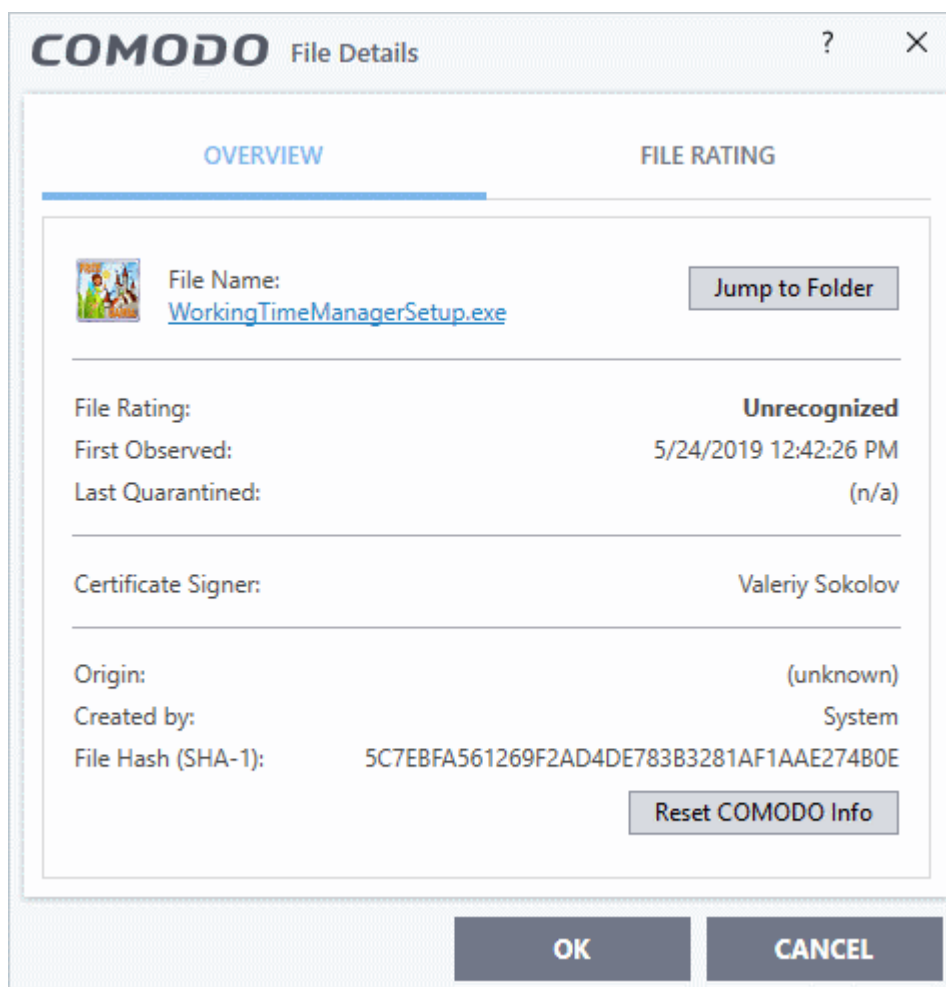 COMODO File Details ?
OVERVIEW FILE RATING
File Name:
WorkingTimeManagerSetup.exe
Jump to Folder
File Rating: Unrecognized
First Observed: 5/24/2019 12:42:26 PM
Last Quarantined: (n/a)
Certificate Signer: Valeriy Sokolov
Origin: (unknown)
Created by: System
File Hash (SHA-1): 5C7EBFA561269F2AD4DE783B3281AF1AAE274B0E
Reset COMODO Info
OK CANCEL